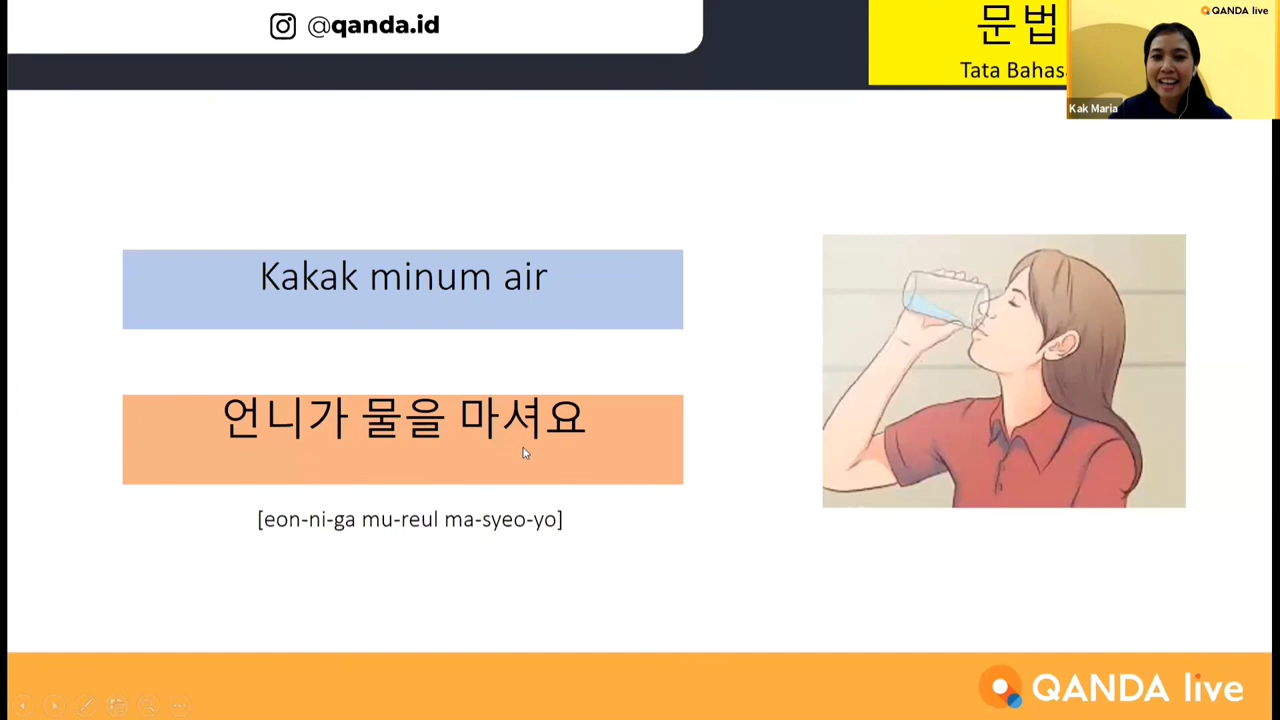 @qanda.id
문법
Tata Bahasa
QANDA live
Kak Maria
Kakak minum air
언니가 물을 마셔요
[eon-ni-ga mu-reul ma-syeo-yo]
QANDA live